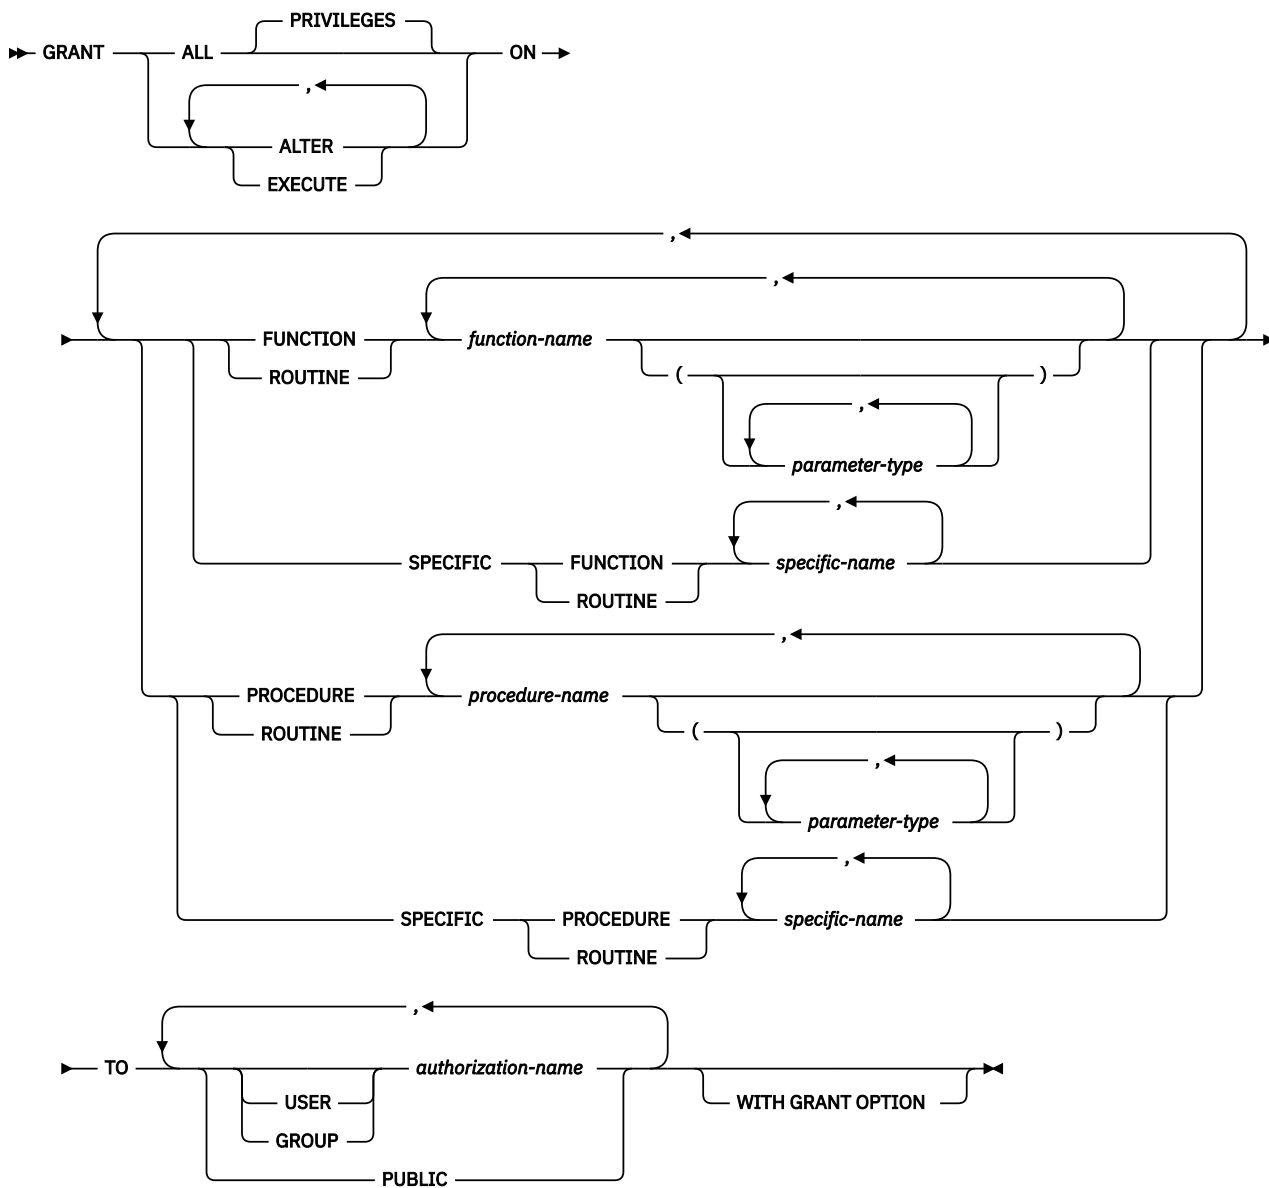 PRIVILEGES
GRANT ALL ON
,
ALTER
EXECUTE
,
,
FUNCTION function-name
ROUTINE ( )
,
parameter-type
,
SPECIFIC FUNCTION specific-name
ROUTINE
,
PROCEDURE procedure-name
ROUTINE ( )
,
parameter-type
,
SPECIFIC PROCEDURE specific-name
ROUTINE
,
TO authorization-name
USER WITH GRANT OPTION
GROUP
PUBLIC